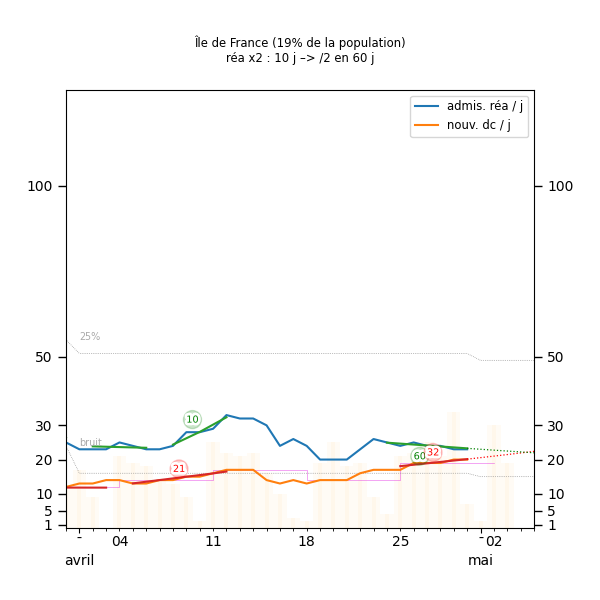 Île de France (19% de la population)
réa x2 : 10 j –> /2 en 60 j
admis. réa / j
nouv. dc / j
100
100
25%
50
50
30
30
10
bruit
20
20
21
60
32
10
10
5
5
1
1
- 04 11 18 25 - 02
avril
mai